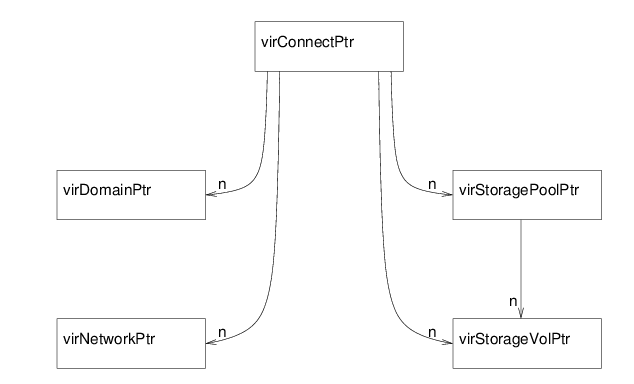 virConnectPtr
n
n
virDomainPtr
virStoragePoolPtr
n
n
n
virNetworkPtr
virStorageVolPtr